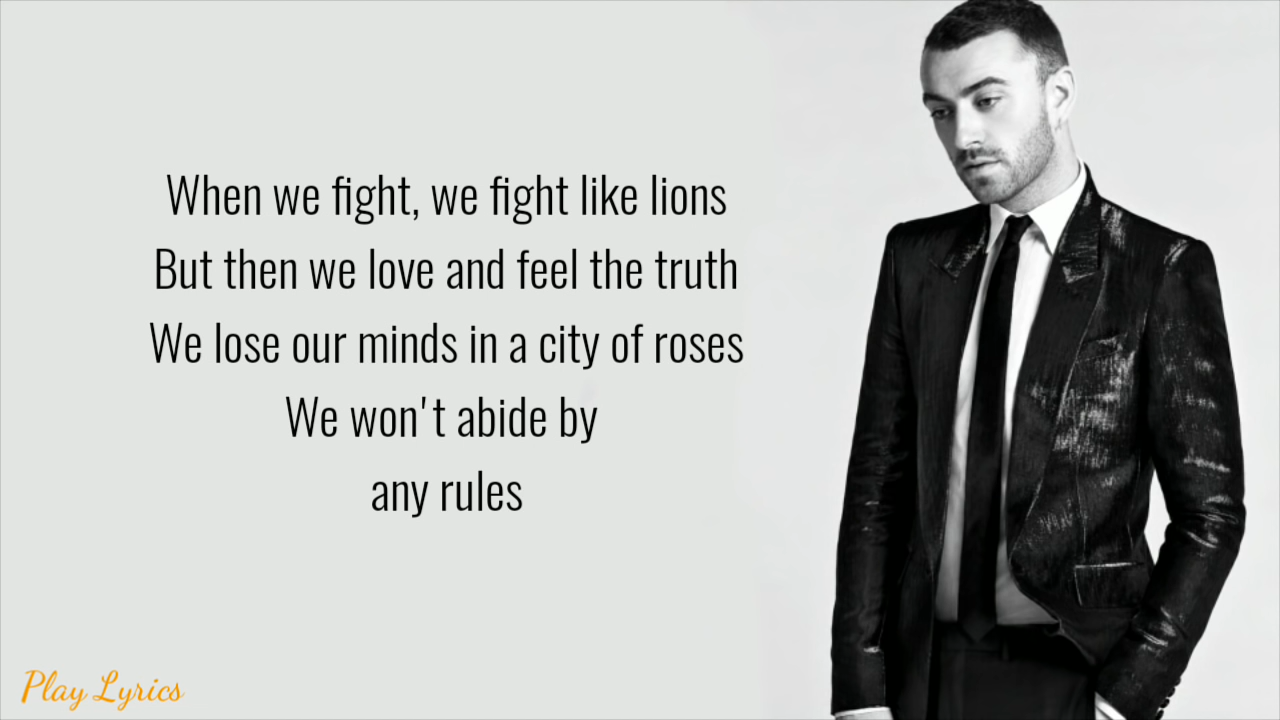 When we fight, we fight like lions
But then we love and feel the truth
We lose our minds in a city of roses
We won't abide by
any rules
Play Lyrics